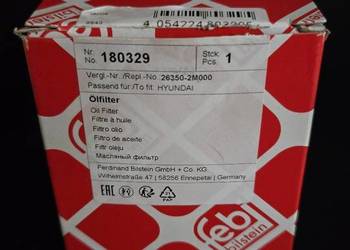 4 054224 803295
Nr.
No. 180329
Stck.
Pcs. 1
Vergl.-Nr. /Repl.-No. 26350-2M000
Passend für /To fit: HYUNDAI
Ölfilter
Oil Filter
Filtre à huile
Filtro olio
Filtro de aceite
Filtr oleju
Масляный фильтр
Ferdinand Bilstein GmbH + Co. KG
Wilhelmstraße 47 | 58256 Ennepetal | Germany
PAP
febi
bilstein